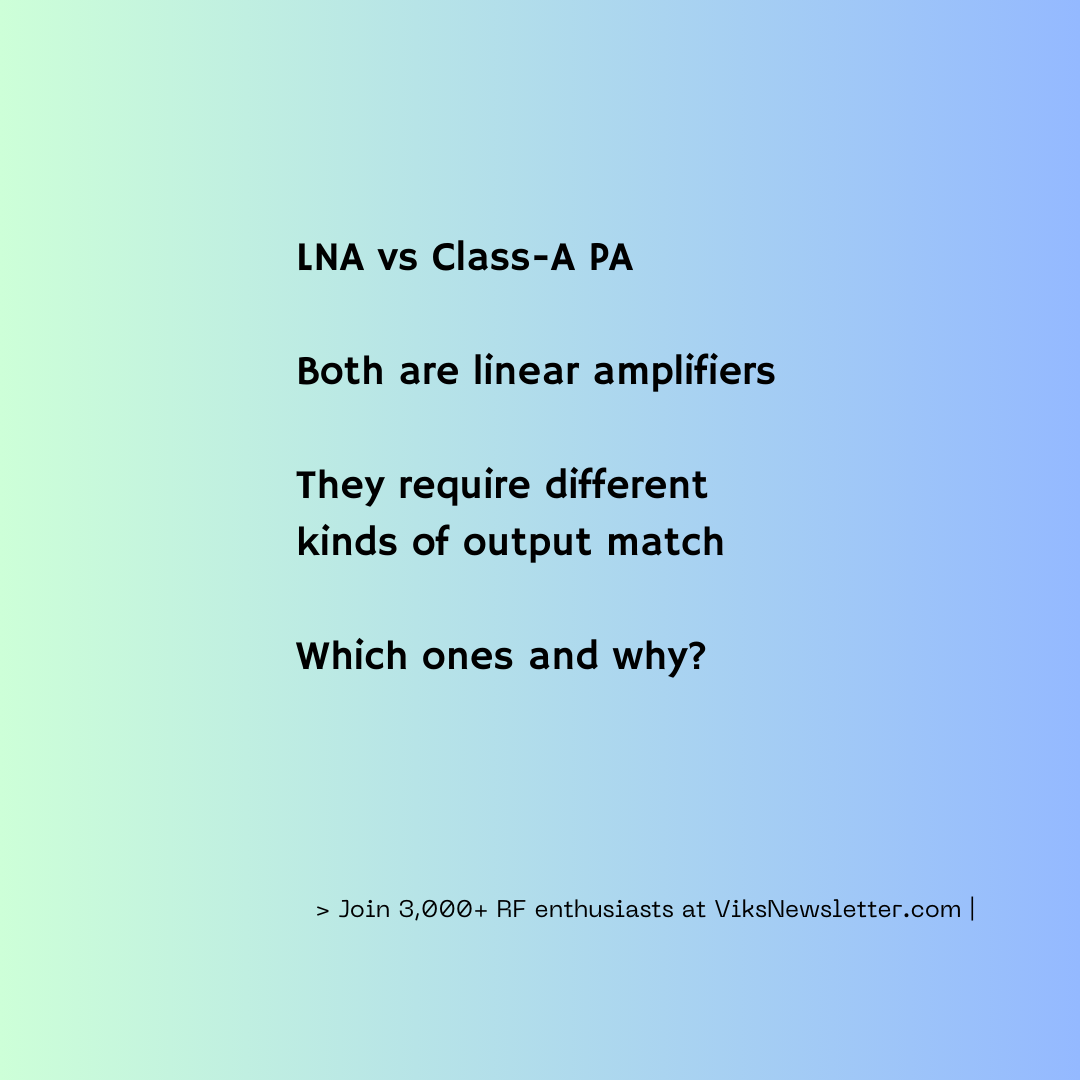 LNA vs Class-A PA
Both are linear amplifiers
They require different
kinds of output match
Which ones and why?
> Join 3,000+ RF enthusiasts at ViksNewsletter.com |